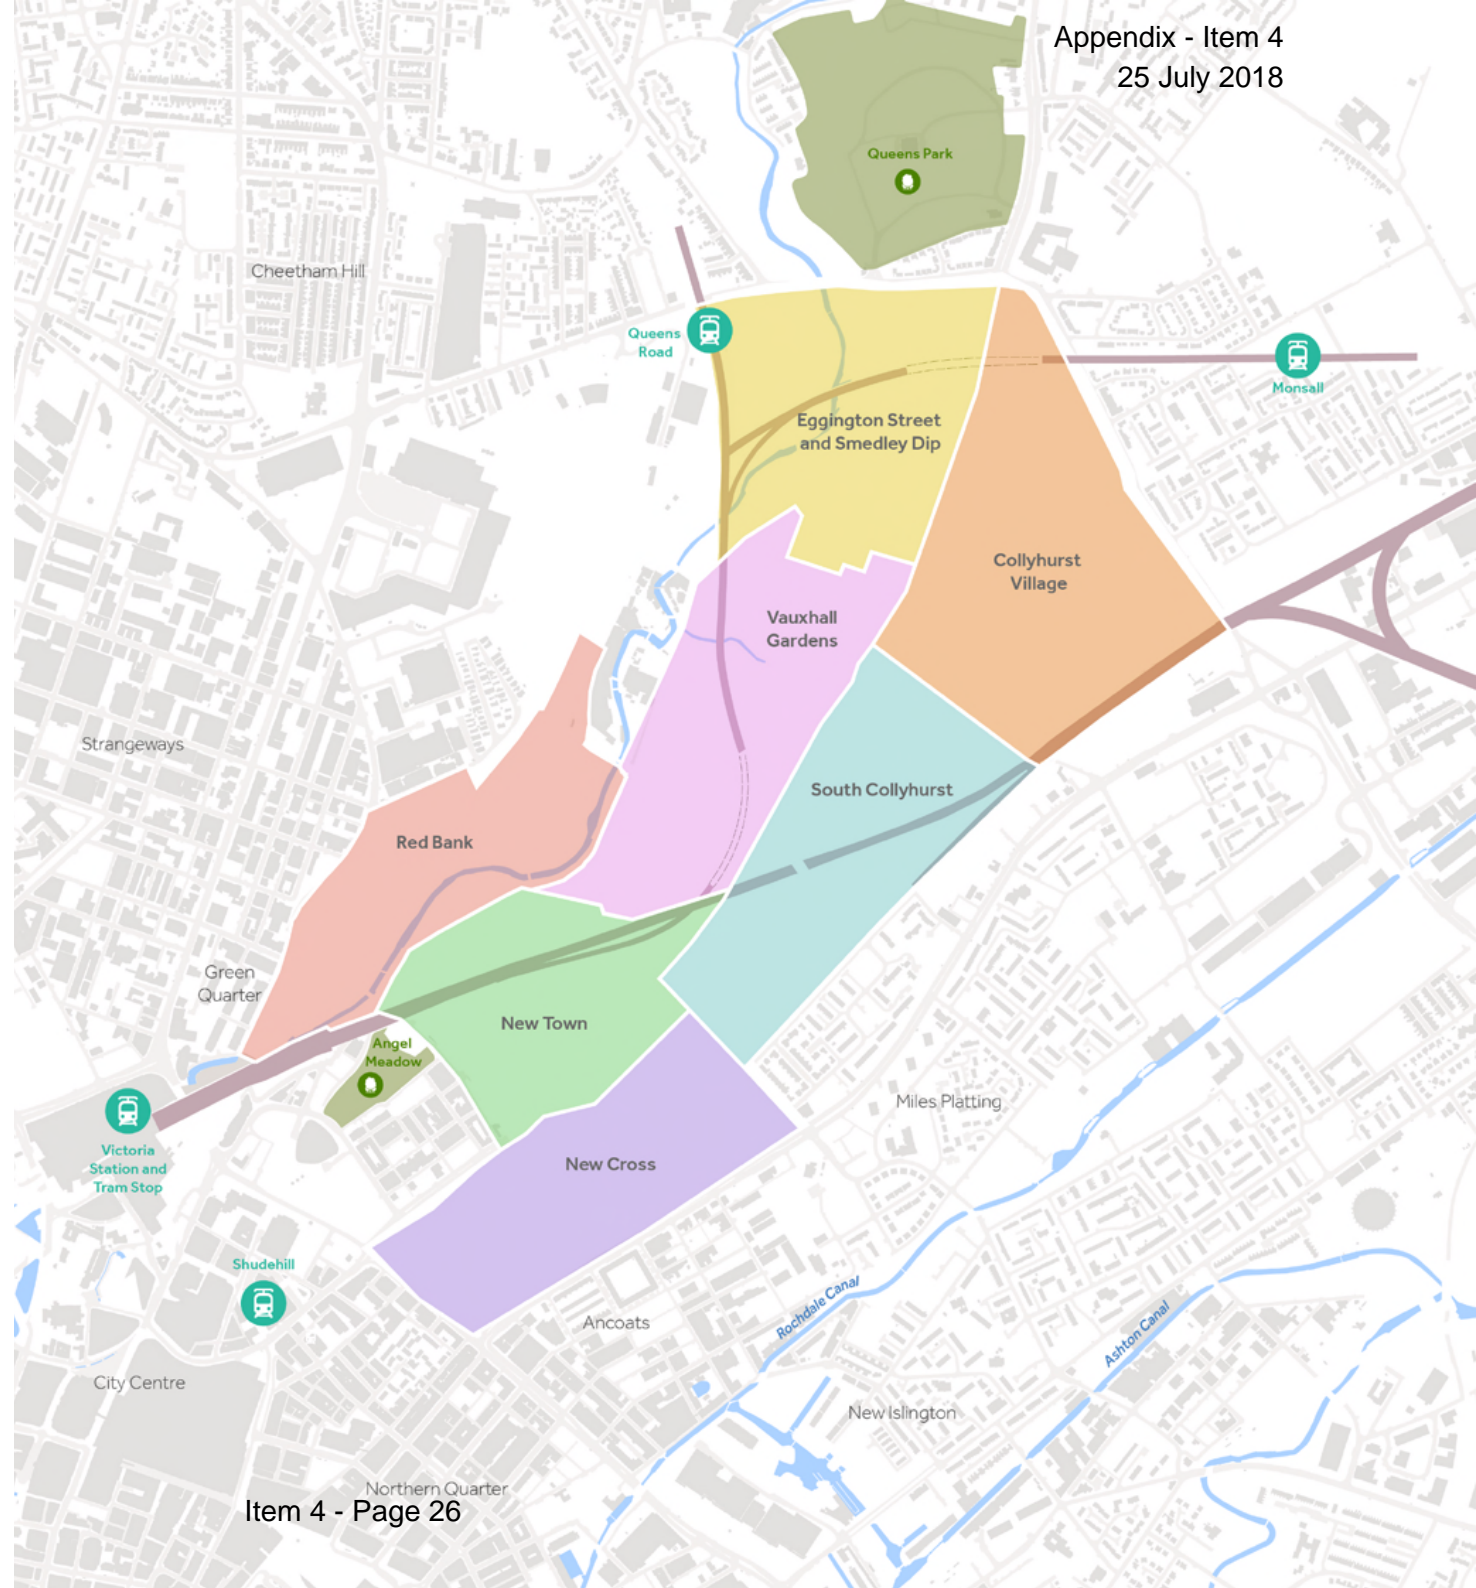 Appendix - Item 4
25 July 2018
Queens Park
Cheetham Hill
Queens
Road
Monsall
Eggington Street
and Smedley Dip
Collyhurst
Village
Vauxhall
Gardens
Strangeways
South Collyhurst
Red Bank
Green
Quarter
New Town
Angel
Meadow
Miles Platting
Victoria
Station and
Tram Stop
New Cross
Shudehill
Rochdale Canal
Ancoats
Ashton Canal
City Centre
New Islington
Northern Quarter
Item 4 - Page 26